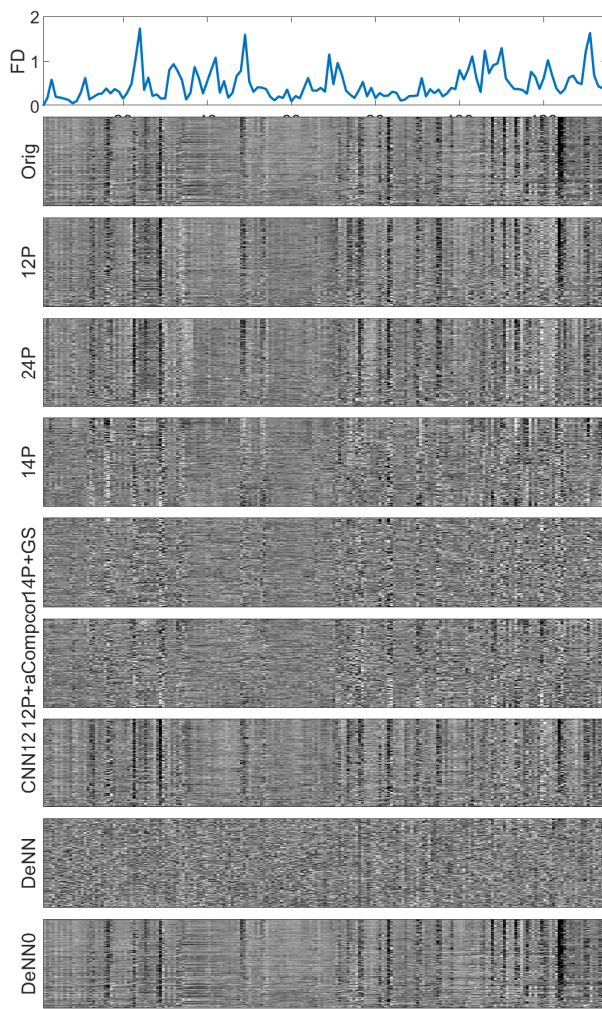 2
1
0
FD
Orig
12P
24P
14P
14P+GS
12P+aCompcor
CNN12
DeNN
DeNN0